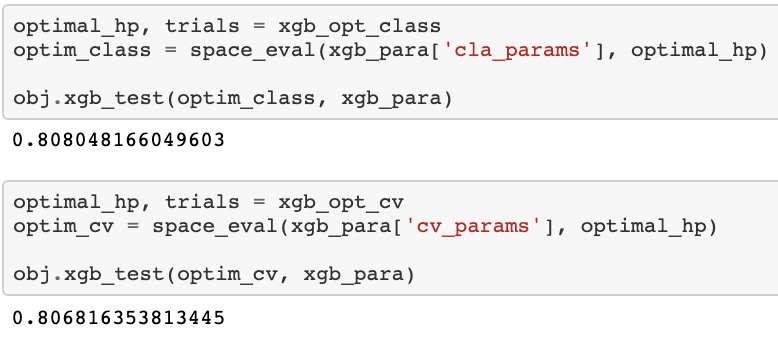 optimal_hp, trials = xgb_opt_class
optim_class = space_eval(xgb_para['cla_params'], optimal_hp)
obj.xgb_test(optim_class, xgb_para)
0.808048166049603
optimal_hp, trials = xgb_opt_cv
optim_cv = space_eval(xgb_para['cv_params'], optimal_hp)
obj.xgb_test(optim_cv, xgb_para)
0.806816353813445